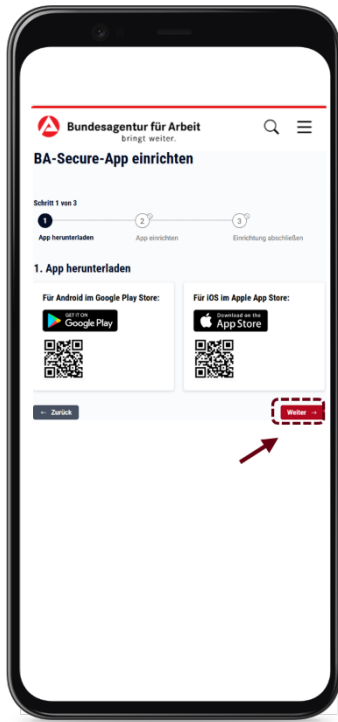 Bundesagentur für Arbeit
bringt weiter.
BA-Secure-App einrichten
Schritt 1 von 3
1 2 3
App herunterladen App einrichten Einrichtung abschließen
1. App herunterladen
Für Android im Google Play Store: Für iOS im Apple App Store:
GET IT ON Download on the
Google Play App Store
← Zurück Weiter →